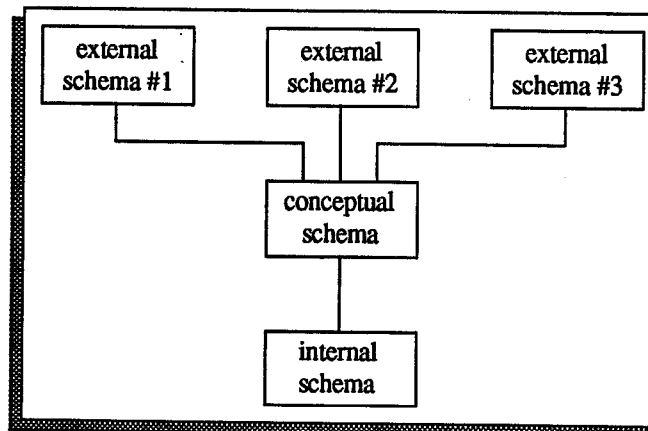 external
schema #1
external
schema #2
external
schema #3
conceptual
schema
internal
schema